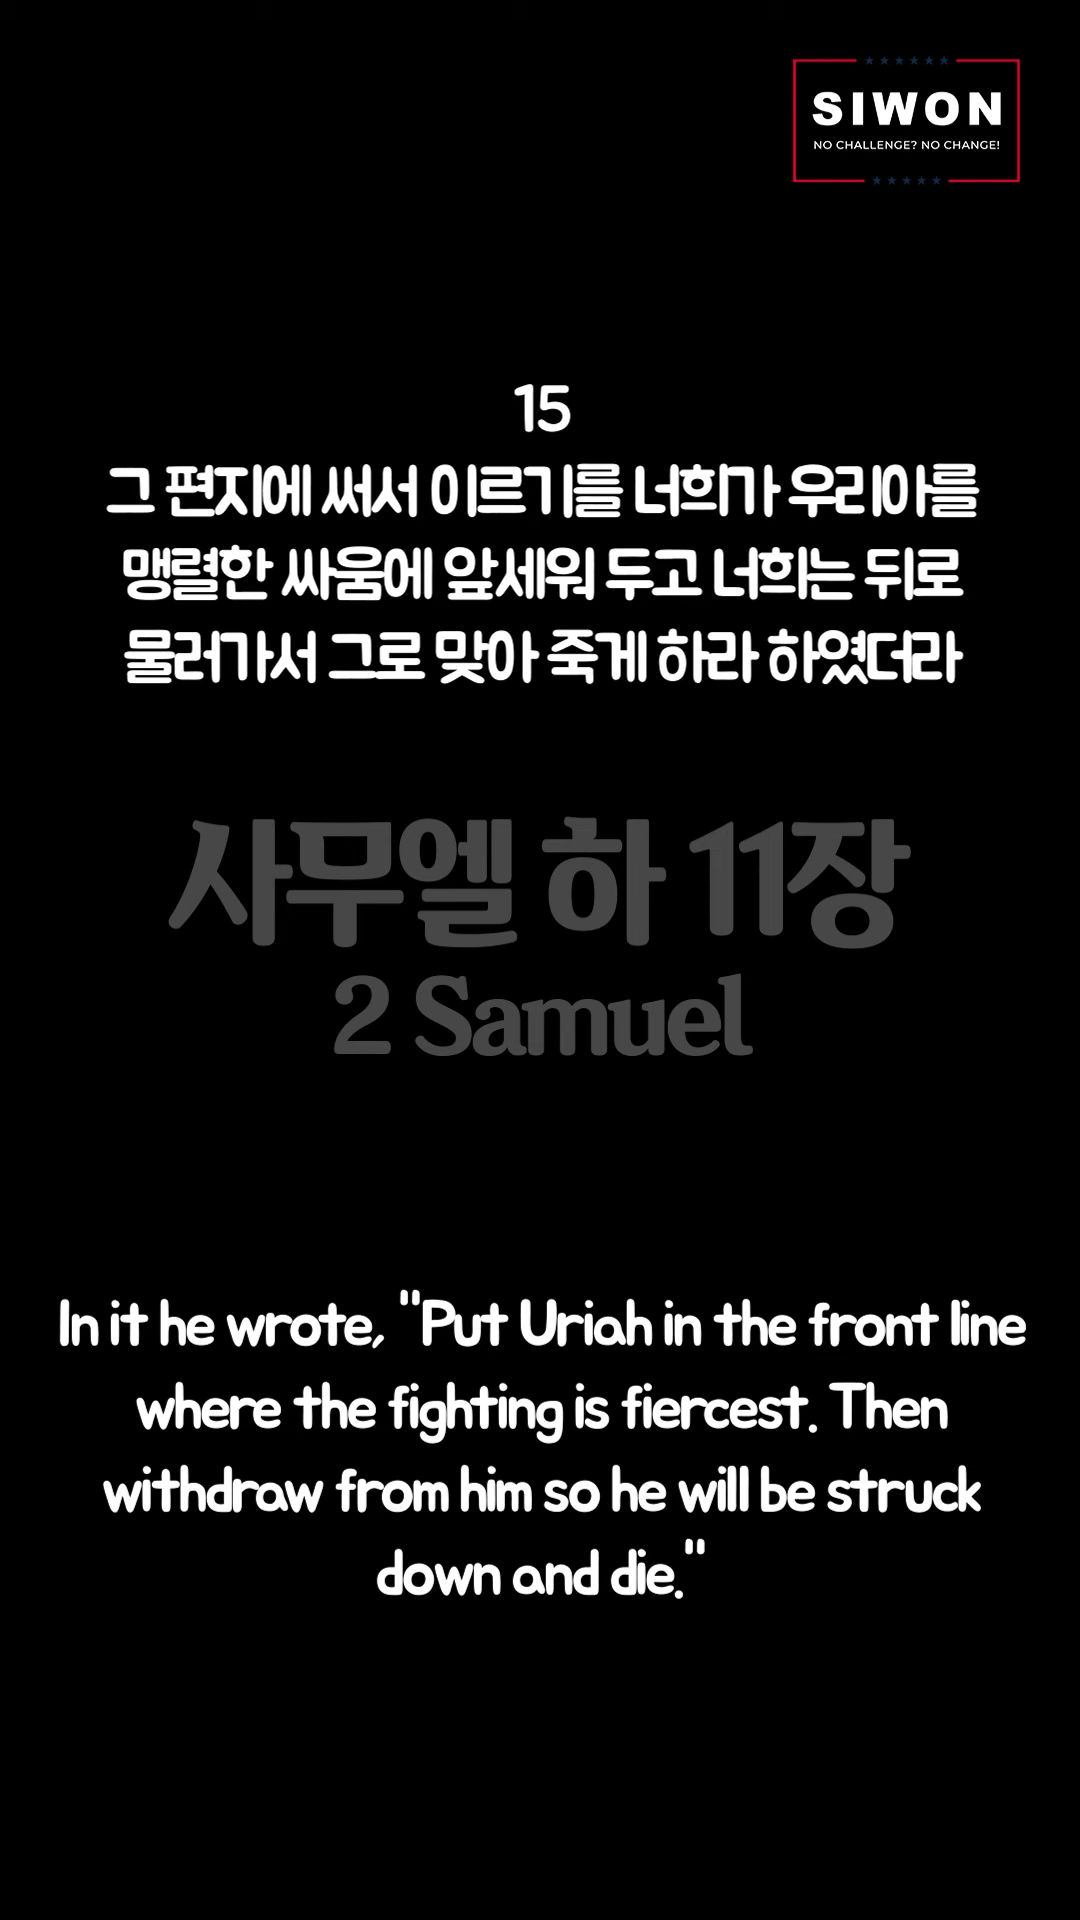 SIWON
NO CHALLENGE? NO CHANGE!
15
그 편지에 써서 이르기를 너희가 우리아를
맹렬한 싸움에 앞세워 두고 너희는 뒤로
물러가서 그로 맞아 죽게 하라 하였더라
사무엘 하 11장
2 Samuel
In it he wrote, "Put Uriah in the front line
where the fighting is fiercest. Then
withdraw from him so he will be struck
down and die."